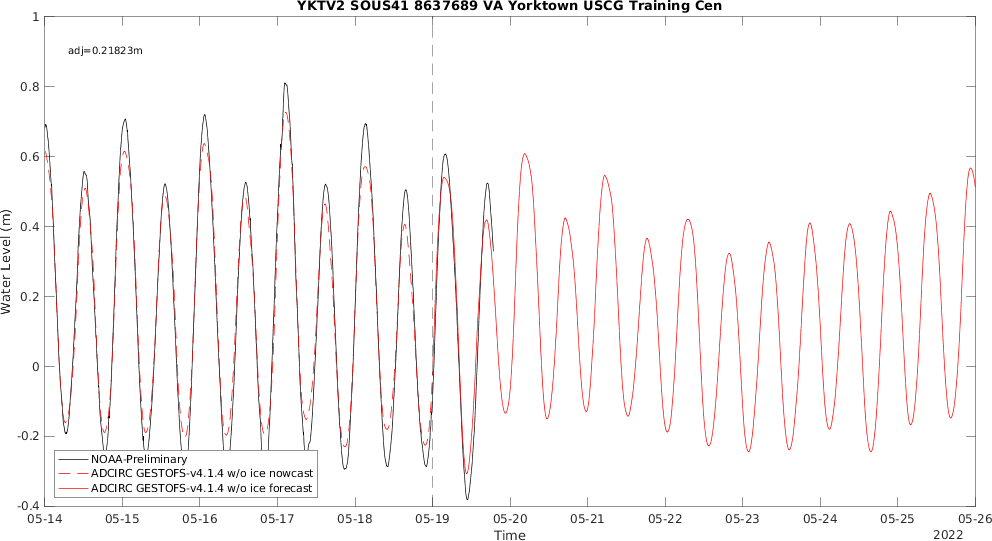 YKTV2 SOUS41 8637689 VA Yorktown USCG Training Cen
adj=0.21823m
1
0.8
0.6
0.4
0.2
0
-0.2
-0.4
Water Level (m)
NOAA-Preliminary
ADCIRC GESTOFS-v4.1.4 w/o ice nowcast
ADCIRC GESTOFS-v4.1.4 w/o ice forecast
05-14 05-15 05-16 05-17 05-18 05-19 05-20 05-21 05-22 05-23 05-24 05-25 05-26
Time
2022